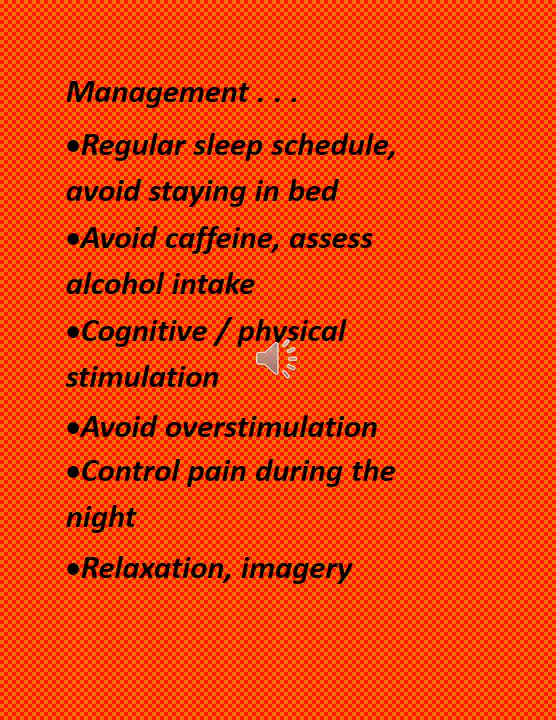 Management . . .
•Regular sleep schedule,
avoid staying in bed
•Avoid caffeine, assess
alcohol intake
•Cognitive / physical
stimulation
•Avoid overstimulation
•Control pain during the
night
•Relaxation, imagery